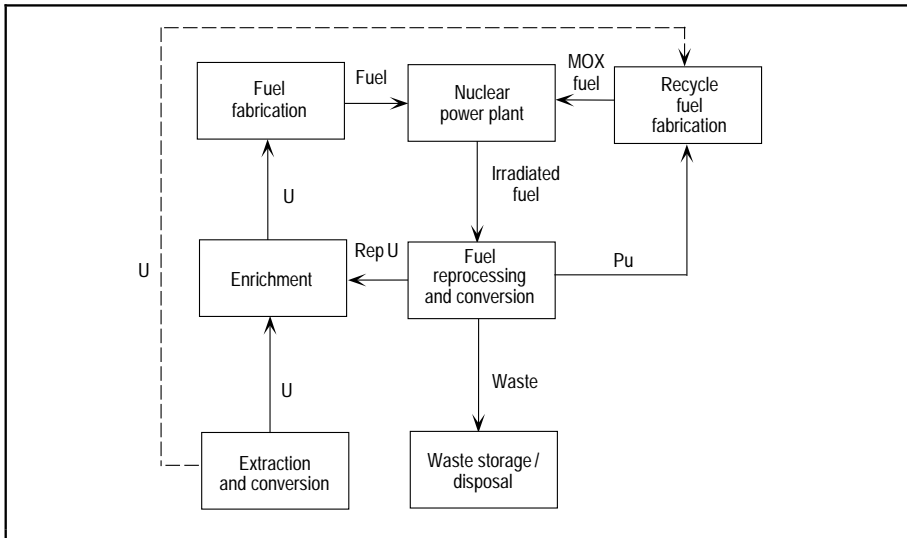 Fuel
fabrication
Fuel
Nuclear
power plant
MOX
fuel
Recycle
fuel
fabrication
U
Irradiated
fuel
U
Enrichment
Rep U
Fuel
reprocessing
and conversion
Pu
U
Waste
Extraction
and conversion
Waste storage /
disposal